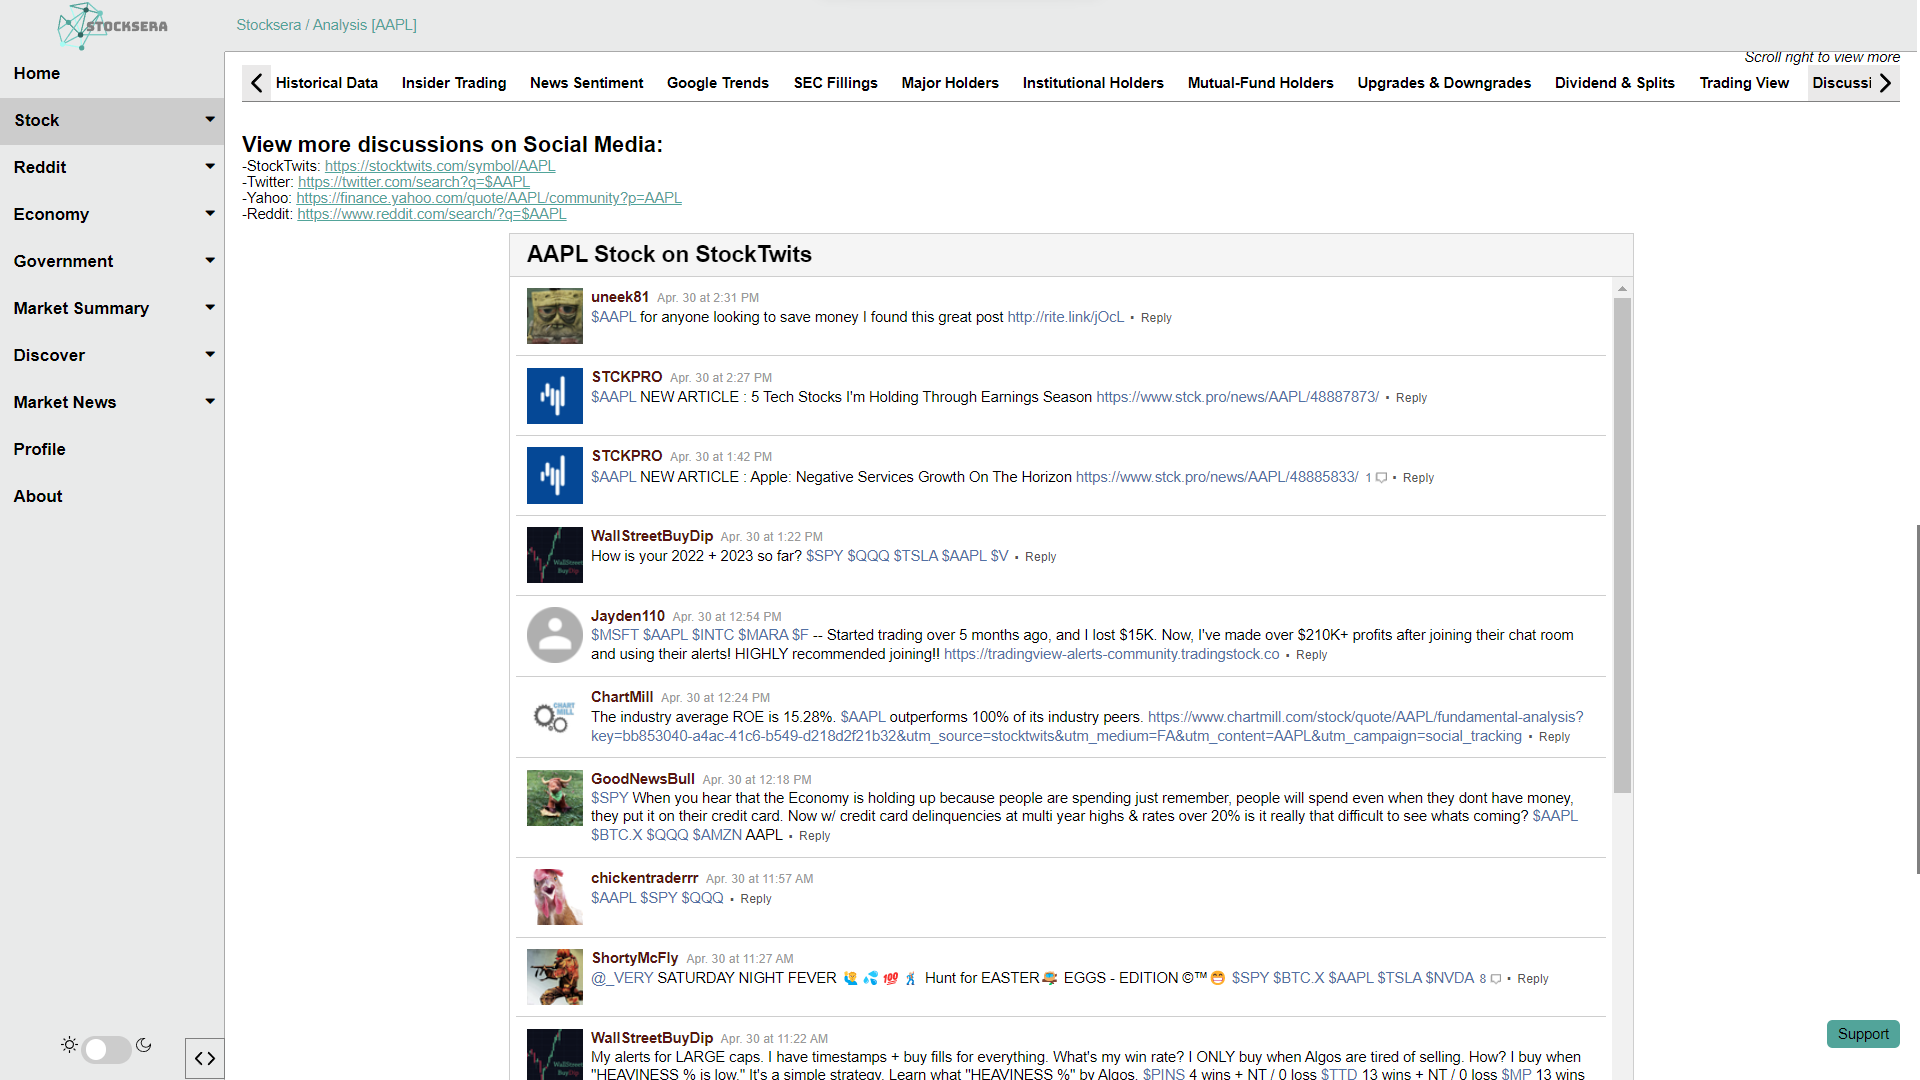 STOCKSERA
Stocksera / Analysis [AAPL]
Scroll right to view more
Home
Stock
Reddit
Economy
Government
Market Summary
Discover
Market News
Profile
About
Historical Data Insider Trading News Sentiment Google Trends SEC Fillings Major Holders Institutional Holders Mutual-Fund Holders Upgrades & Downgrades Dividend & Splits Trading View Discussi
View more discussions on Social Media:
-StockTwits: https://stocktwits.com/symbol/AAPL
-Twitter: https://twitter.com/search?q=$AAPL
-Yahoo: https://finance.yahoo.com/quote/AAPL/community?p=AAPL
-Reddit: https://www.reddit.com/search/?q=$AAPL
AAPL Stock on StockTwits
uneek81 Apr. 30 at 2:31 PM
$AAPL for anyone looking to save money I found this great post http://rite.link/jOcL • Reply
STCKPRO Apr. 30 at 2:27 PM
$AAPL NEW ARTICLE : 5 Tech Stocks I'm Holding Through Earnings Season https://www.stck.pro/news/AAPL/48887873/ • Reply
STCKPRO Apr. 30 at 1:42 PM
$AAPL NEW ARTICLE : Apple: Negative Services Growth On The Horizon https://www.stck.pro/news/AAPL/48885833/ 1 • Reply
WallStreetBuyDip Apr. 30 at 1:22 PM
How is your 2022 + 2023 so far? $SPY $QQQ $TSLA $AAPL $V • Reply
WallStreet
BuyDip
Jayden110 Apr. 30 at 12:54 PM
$MSFT $AAPL $INTC $MARA $F -- Started trading over 5 months ago, and I lost $15K. Now, I've made over $210K+ profits after joining their chat room
and using their alerts! HIGHLY recommended joining!! https://tradingview-alerts-community.tradingstock.co • Reply
CHART
MILL
ChartMill Apr. 30 at 12:24 PM
The industry average ROE is 15.28%. $AAPL outperforms 100% of its industry peers. https://www.chartmill.com/stock/quote/AAPL/fundamental-analysis?
key=bb853040-a4ac-41c6-b549-d218d2f21b32&utm_source=stocktwits&utm_medium=FA&utm_content=AAPL&utm_campaign=social_tracking • Reply
GoodNewsBull Apr. 30 at 12:18 PM
$SPY When you hear that the Economy is holding up because people are spending just remember, people will spend even when they dont have money,
they put it on their credit card. Now w/ credit card delinquencies at multi year highs & rates over 20% is it really that difficult to see whats coming? $AAPL
$BTC.X $QQQ $AMZN AAPL • Reply
chickentraderrr Apr. 30 at 11:57 AM
$AAPL $SPY $QQQ • Reply
ShortyMcFly Apr. 30 at 11:27 AM
@_VERY SATURDAY NIGHT FEVER 🙋💦💯🕺 Hunt for EASTER EGGS - EDITION ©™😁 $SPY $BTC.X $AAPL $TSLA $NVDA 8 • Reply
WallStreetBuyDip Apr. 30 at 11:22 AM
My alerts for LARGE caps. I have timestamps + buy fills for everything. What's my win rate? I ONLY buy when Algos are tired of selling. How? I buy when
"HEAVINESS % is low." It's a simple strategy. Learn what "HEAVINESS %" by Algos. $PINS 4 wins + NT / 0 loss $TTD 13 wins + NT / 0 loss $MP 13 wins
WallStreet
BuyDip
Support